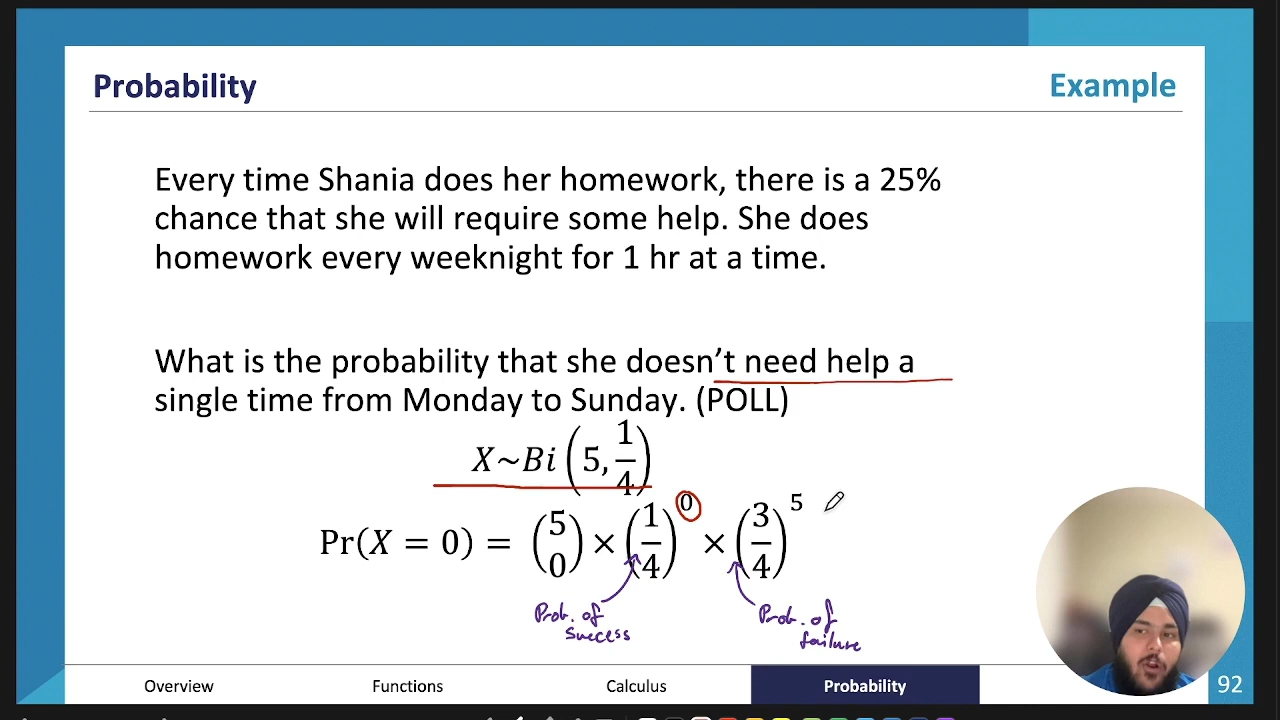 Probability
Example
Every time Shania does her homework, there is a 25%
chance that she will require some help. She does
homework every weeknight for 1 hr at a time.
What is the probability that she doesn’t need help a
single time from Monday to Sunday. (POLL)
X~Bi (5, 1/4)
Pr(X = 0) = (5 0) × (1/4)^0 × (3/4)^5
Prob. of success
Prob. of failure
Overview Functions Calculus Probability 92